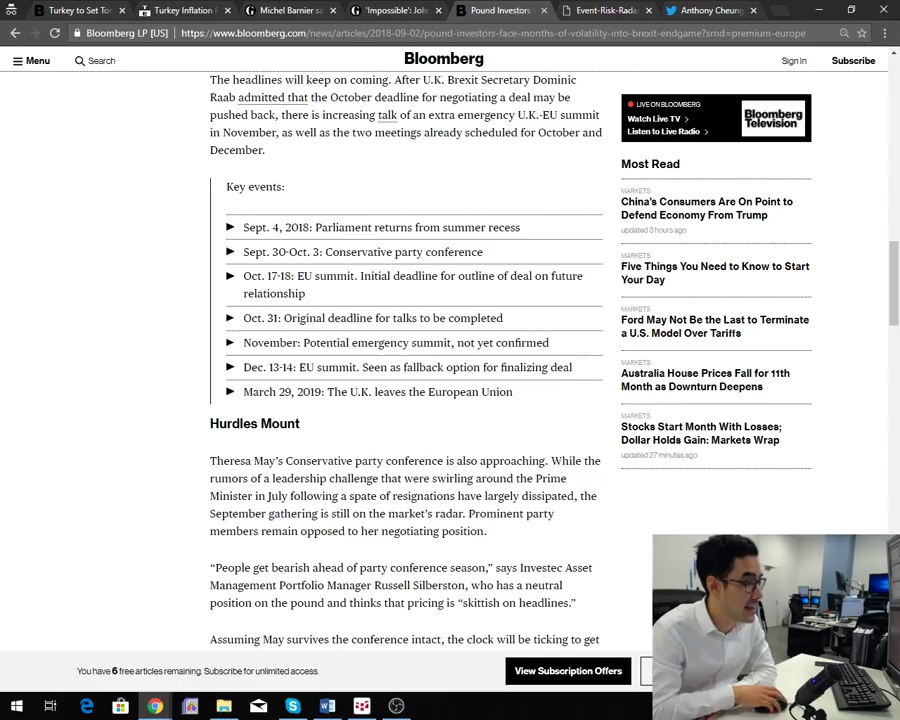 Turkey to Set To
Turkey Inflation F
Michel Barnier sa
'Impossible': Joh
Pound Investors
Event-Risk-Rada
Anthony Cheung
Bloomberg LP [US]
https://www.bloomberg.com/news/articles/2018-09-02/pound-investors-face-months-of-volatility-into-brexit-endgame?srnd=premium-europe
Menu
Search
Bloomberg
Sign In
Subscribe
The headlines will keep on coming. After U.K. Brexit Secretary Dominic
Raab admitted that the October deadline for negotiating a deal may be
pushed back, there is increasing talk of an extra emergency U.K.-EU summit
in November, as well as the two meetings already scheduled for October and
December.
Key events:
Sept. 4, 2018: Parliament returns from summer recess
Sept. 30-Oct. 3: Conservative party conference
Oct. 17-18: EU summit. Initial deadline for outline of deal on future
relationship
Oct. 31: Original deadline for talks to be completed
November: Potential emergency summit, not yet confirmed
Dec. 13-14: EU summit. Seen as fallback option for finalizing deal
March 29, 2019: The U.K. leaves the European Union
Hurdles Mount
Theresa May's Conservative party conference is also approaching. While the
rumors of a leadership challenge that were swirling around the Prime
Minister in July following a spate of resignations have largely dissipated, the
September gathering is still on the market's radar. Prominent party
members remain opposed to her negotiating position.
“People get bearish ahead of party conference season,” says Investec Asset
Management Portfolio Manager Russell Silberston, who has a neutral
position on the pound and thinks that pricing is “skittish on headlines.”
Assuming May survives the conference intact, the clock will be ticking to get
LIVE ON BLOOMBERG
Watch Live TV
Listen to Live Radio
Bloomberg
Television
Most Read
MARKETS
China's Consumers Are On Point to
Defend Economy From Trump
updated 3 hours ago
MARKETS
Five Things You Need to Know to Start
Your Day
MARKETS
Ford May Not Be the Last to Terminate
a U.S. Model Over Tariffs
MARKETS
Australia House Prices Fall for 11th
Month as Downturn Deepens
MARKETS
Stocks Start Month With Losses;
Dollar Holds Gain: Markets Wrap
updated 27 minutes ago
You have 6 free articles remaining. Subscribe for unlimited access.
View Subscription Offers